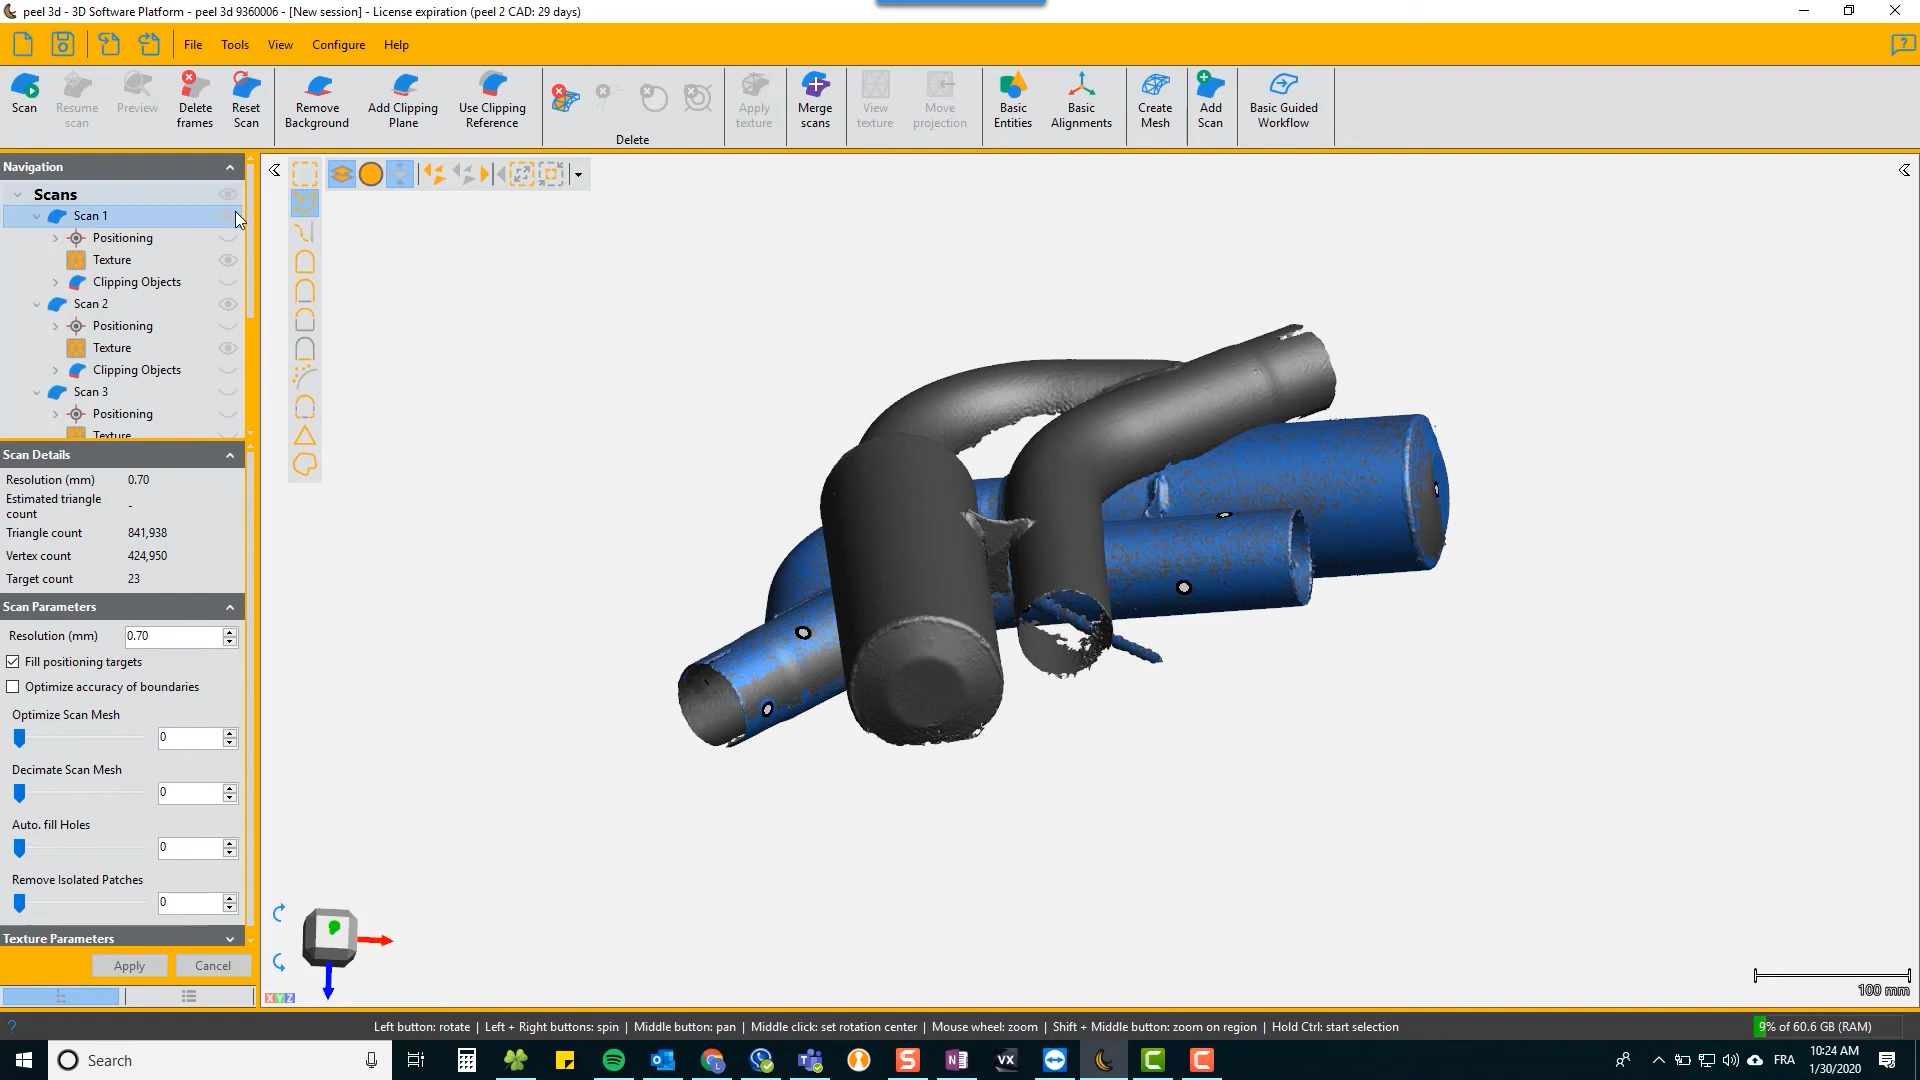 peel 3d - 3D Software Platform - peel 3d 9360006 - [New session] - License expiration (peel 2 CAD: 29 days)
File Tools View Configure Help
Scan
Resume scan
Preview
Delete frames
Reset Scan
Remove Background
Add Clipping Plane
Use Clipping Reference
Delete
Apply texture
Merge scans
View texture
Move projection
Basic Entities
Basic Alignments
Create Mesh
Add Scan
Basic Guided Workflow
Navigation
Scans
Scan 1
Positioning
Texture
Clipping Objects
Scan 2
Positioning
Texture
Clipping Objects
Scan 3
Positioning
Texture
Scan Details
Resolution (mm) 0.70
Estimated triangle count -
Triangle count 841,938
Vertex count 424,950
Target count 23
Scan Parameters
Resolution (mm) 0.70
Fill positioning targets
Optimize accuracy of boundaries
Optimize Scan Mesh
0
Decimate Scan Mesh
0
Auto. fill Holes
0
Remove Isolated Patches
0
Texture Parameters
Apply Cancel
XYZ
100 mm
Left button: rotate | Left + Right buttons: spin | Middle button: pan | Middle click: set rotation center | Mouse wheel: zoom | Shift + Middle button: zoom on region | Hold Ctrl: start selection
9% of 60.6 GB (RAM)
Search
FRA
10:24 AM
1/30/2020